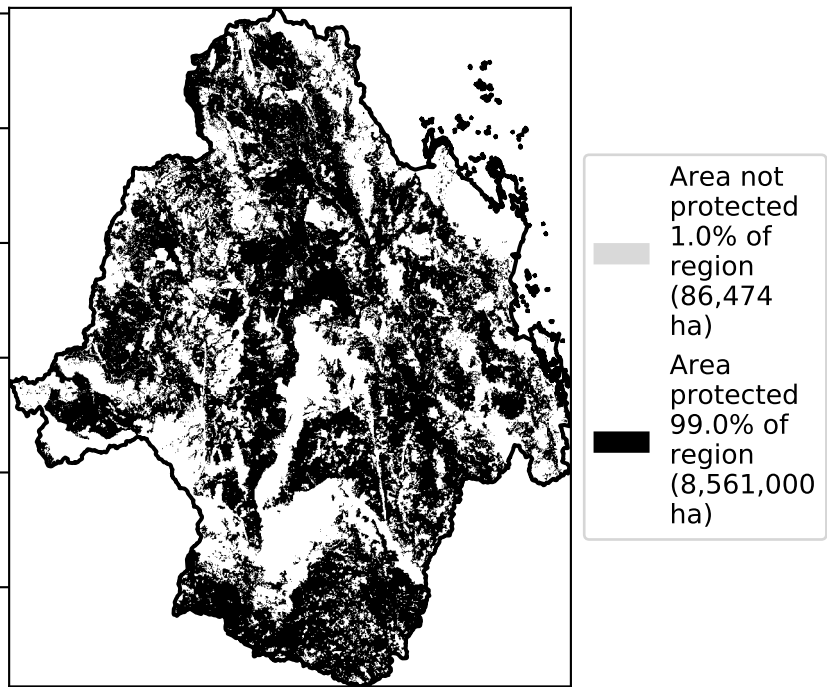 Area not
protected
1.0% of
region
(86,474
ha)
Area
protected
99.0% of
region
(8,561,000
ha)